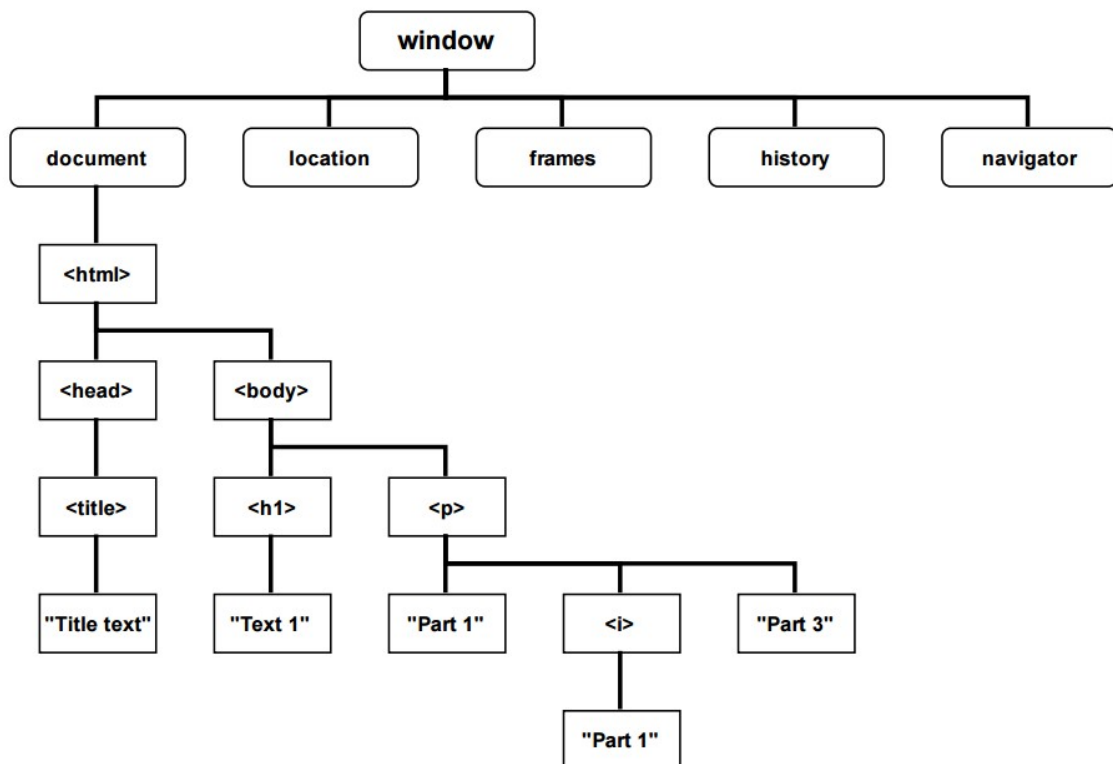 window
document
location
frames
history
navigator
<html>
<head>
<body>
<title>
<h1>
<p>
"Title text"
"Text 1"
"Part 1"
<i>
"Part 3"
"Part 1"